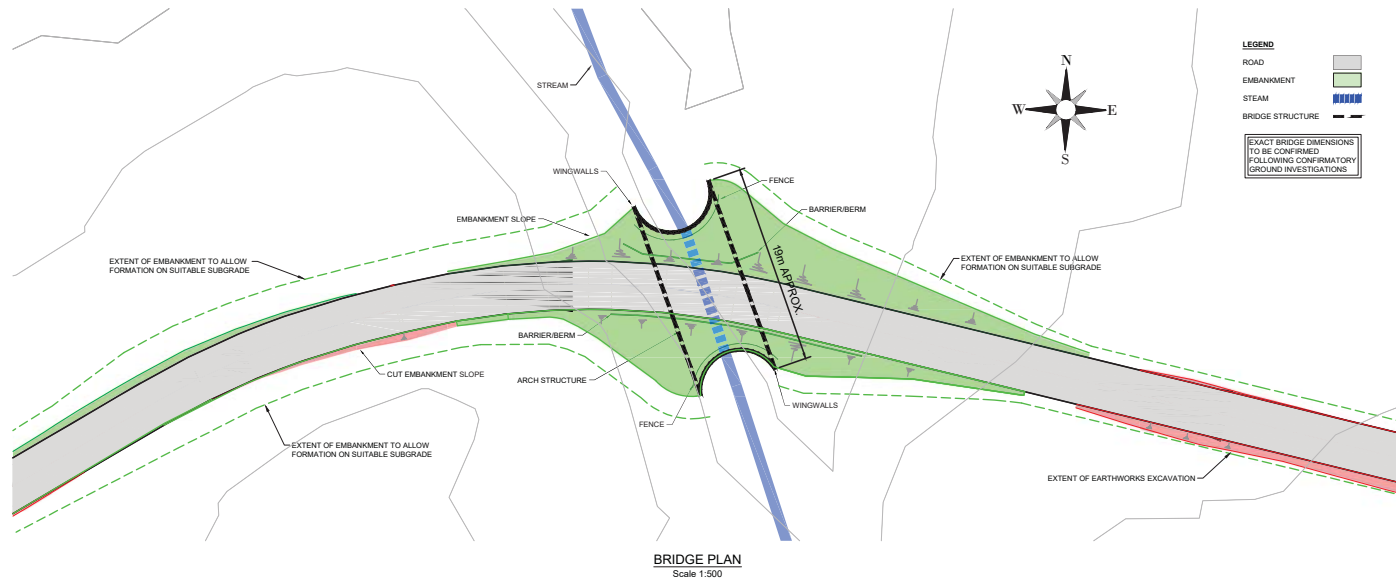 STREAM
N
W
E
S
LEGEND
ROAD
EMBANKMENT
STEAM
BRIDGE STRUCTURE
EXACT BRIDGE DIMENSIONS
TO BE CONFIRMED
FOLLOWING CONFIRMATORY
GROUND INVESTIGATIONS
WINGWALLS
FENCE
EMBANKMENT SLOPE
BARRIER/BERM
EXTENT OF EMBANKMENT TO ALLOW
FORMATION ON SUITABLE SUBGRADE
19m APPROX.
EXTENT OF EMBANKMENT TO ALLOW
FORMATION ON SUITABLE SUBGRADE
BARRIER/BERM
CUT EMBANKMENT SLOPE
ARCH STRUCTURE
WINGWALLS
FENCE
EXTENT OF EMBANKMENT TO ALLOW
FORMATION ON SUITABLE SUBGRADE
EXTENT OF EARTHWORKS EXCAVATION
BRIDGE PLAN
Scale 1:500